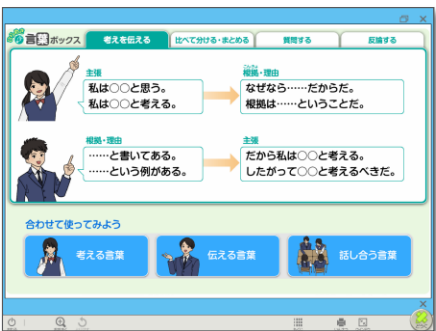 言葉ボックス
考えを伝える
比べて分ける・まとめる
質問する
反論する
主張
私は○○と思う。
私は○○と考える。
根拠・理由
なぜなら……だからだ。
根拠は……ということだ。
根拠・理由
……と書いてある。
……という例がある。
主張
だから私は○○と考える。
したがって○○と考えるべきだ。
合わせて使ってみよう
考える言葉
伝える言葉
話し合う言葉